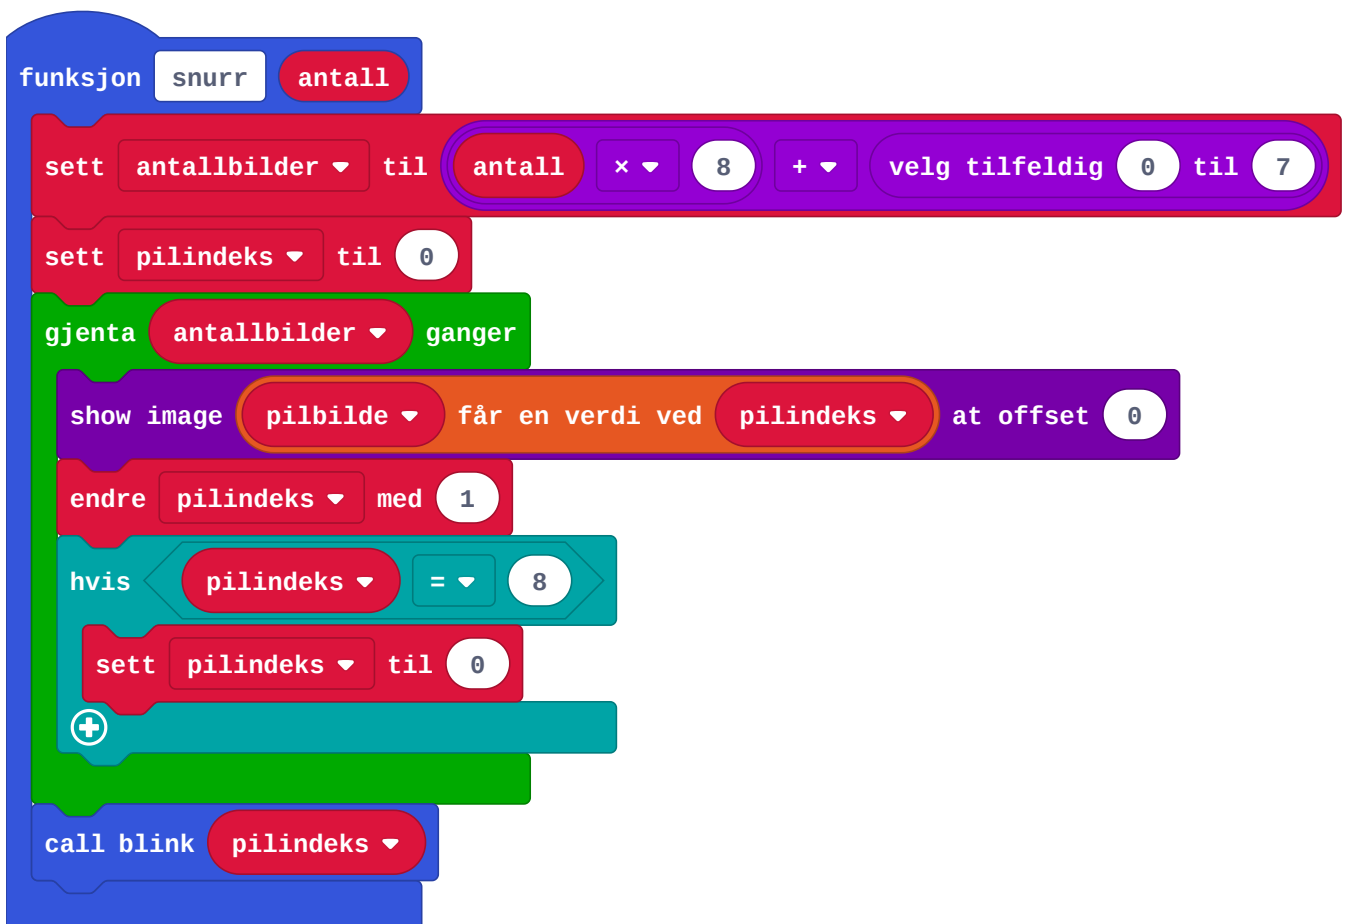 funksjon snurr antall
sett antallbilder til antall × 8 + velg tilfeldig 0 til 7
sett pilindeks til 0
gjenta antallbilder ganger
show image pilbilde får en verdi ved pilindeks at offset 0
endre pilindeks med 1
hvis pilindeks = 8
sett pilindeks til 0
call blink pilindeks